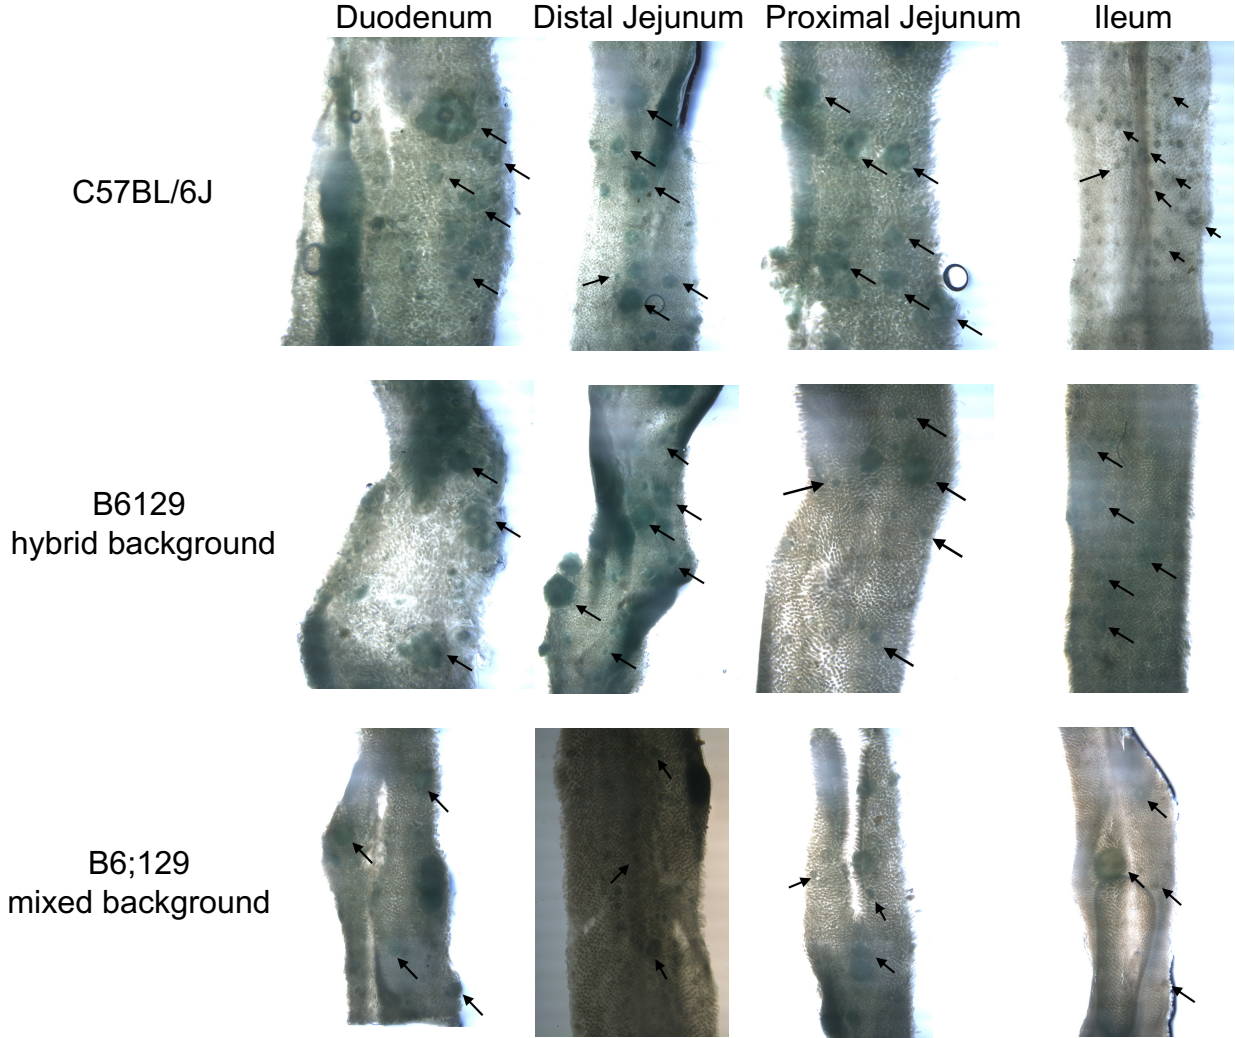 Duodenum Distal Jejunum Proximal Jejunum Ileum
C57BL/6J
B6129
hybrid background
B6;129
mixed background